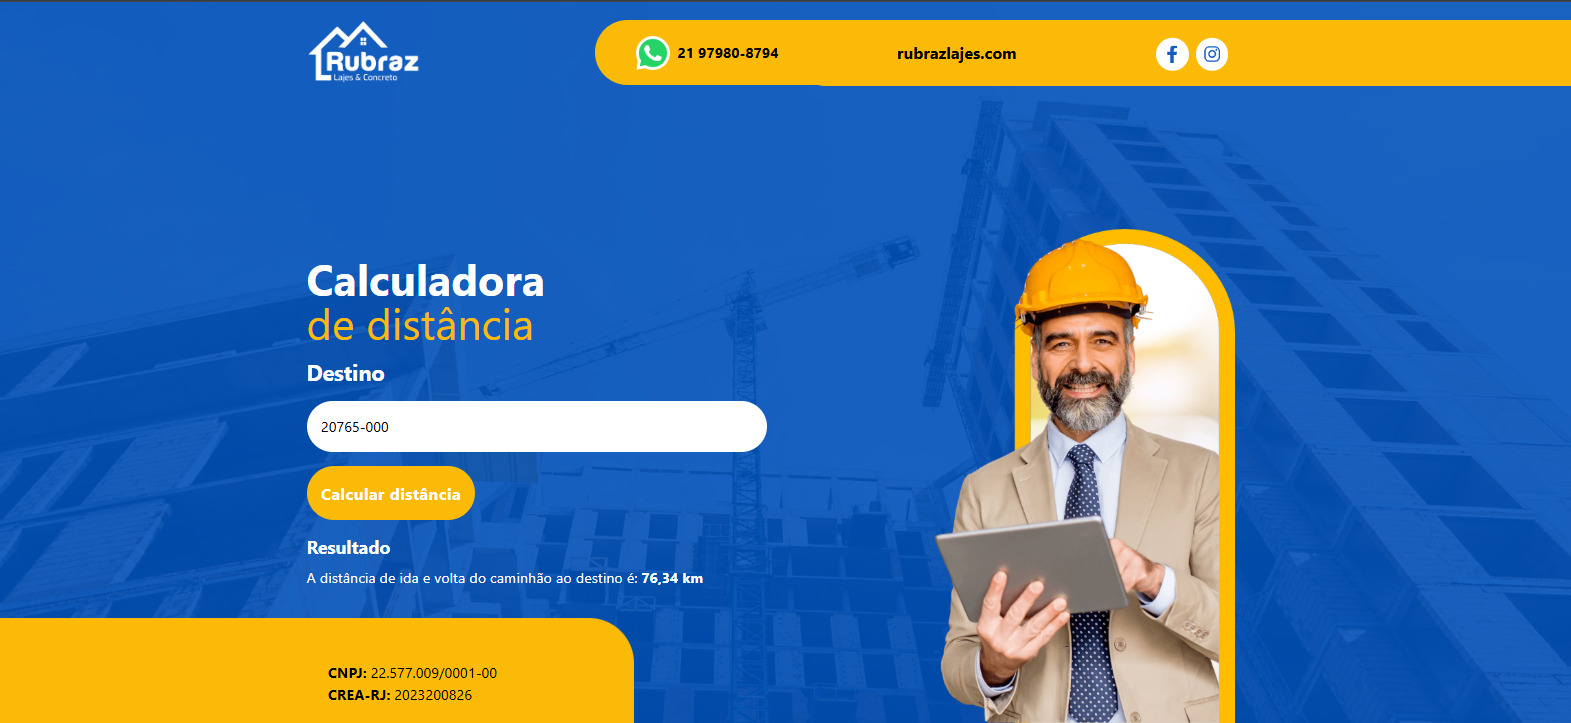 Rubraz
Lajes & Concreto
21 97980-8794
rubrazlajes.com
Calculadora
de distância
Destino
20765-000
Calcular distância
Resultado
A distância de ida e volta do caminhão ao destino é: 76,34 km
CNPJ: 22.577.009/0001-00
CREA-RJ: 2023200826